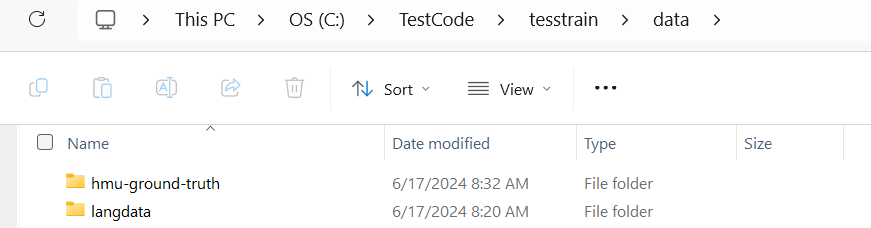 This PC > OS (C:) > TestCode > tesstrain > data >
Sort View
Name Date modified Type Size
hmu-ground-truth 6/17/2024 8:32 AM File folder
langdata 6/17/2024 8:20 AM File folder